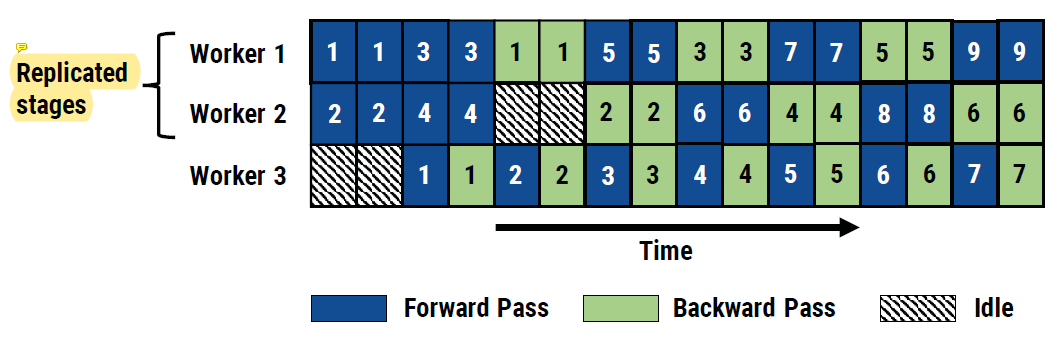 Replicated
stages
Worker 1 1 1 3 3 1 1 5 5 3 3 7 7 5 5 9 9
Worker 2 2 2 4 4 2 2 6 6 4 4 8 8 6 6
Worker 3 1 1 2 2 3 3 4 4 5 5 6 6 7 7
Time
Forward Pass Backward Pass Idle